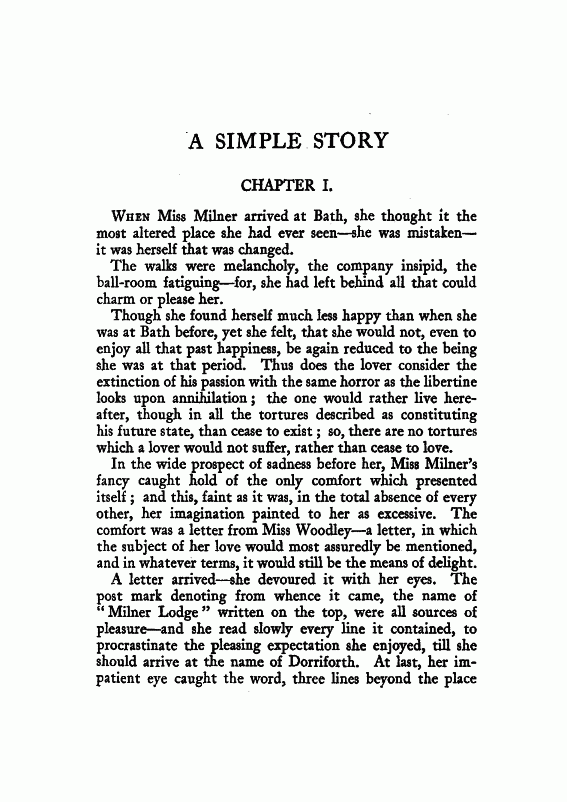 A SIMPLE STORY
CHAPTER I.
WHEN Miss Milner arrived at Bath, she thought it the
most altered place she had ever seen—she was mistaken—
it was herself that was changed.
The walks were melancholy, the company insipid, the
ball-room fatiguing—for, she had left behind all that could
charm or please her.
Though she found herself much less happy than when she
was at Bath before, yet she felt, that she would not, even to
enjoy all that past happiness, be again reduced to the being
she was at that period. Thus does the lover consider the
extinction of his passion with the same horror as the libertine
looks upon annihilation; the one would rather live here-
after, though in all the tortures described as constituting
his future state, than cease to exist; so, there are no tortures
which a lover would not suffer, rather than cease to love.
In the wide prospect of sadness before her, Miss Milner's
fancy caught hold of the only comfort which presented
itself; and this, faint as it was, in the total absence of every
other, her imagination painted to her as excessive. The
comfort was a letter from Miss Woodley—a letter, in which
the subject of her love would most assuredly be mentioned,
and in whatever terms, it would still be the means of delight.
A letter arrived—she devoured it with her eyes. The
post mark denoting from whence it came, the name of
"Milner Lodge" written on the top, were all sources of
pleasure—and she read slowly every line it contained, to
procrastinate the pleasing expectation she enjoyed, till she
should arrive at the name of Dorriforth. At last, her im-
patient eye caught the word, three lines beyond the place